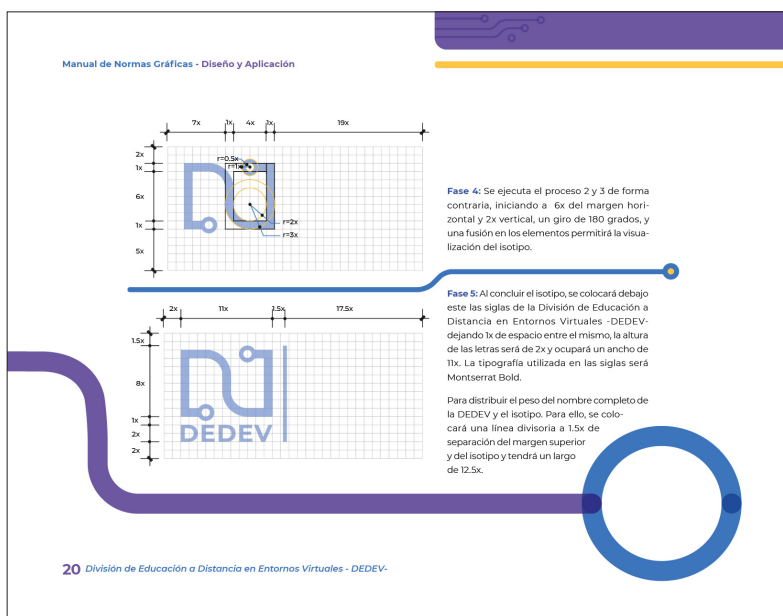 Manual de Normas Gráficas - Diseño y Aplicación
7x 1x 4x 1x 19x
2x
1x
6x
1x
5x
r=0.5x
r=1x
r=2x
r=3x
Fase 4: Se ejecuta el proceso 2 y 3 de forma
contraria, iniciando a 6x del margen hori-
zontal y 2x vertical, un giro de 180 grados, y
una fusión en los elementos permitirá la visua-
lización del isotipo.
2x 11x 1.5x 17.5x
1.5x
8x
1x
2x
2x
DEDEV
Fase 5: Al concluir el isotipo, se colocará debajo
este las siglas de la División de Educación a
Distancia en Entornos Virtuales -DEDEV-
dejando 1x de espacio entre el mismo, la altura
de las letras será de 2x y ocupará un ancho de
11x. La tipografía utilizada en las siglas será
Montserrat Bold.
Para distribuir el peso del nombre completo de
la DEDEV y el isotipo. Para ello, se colo-
cará una línea divisoria a 1.5x de
separación del margen superior
y del isotipo y tendrá un largo
de 12.5x.
20 División de Educación a Distancia en Entornos Virtuales - DEDEV-